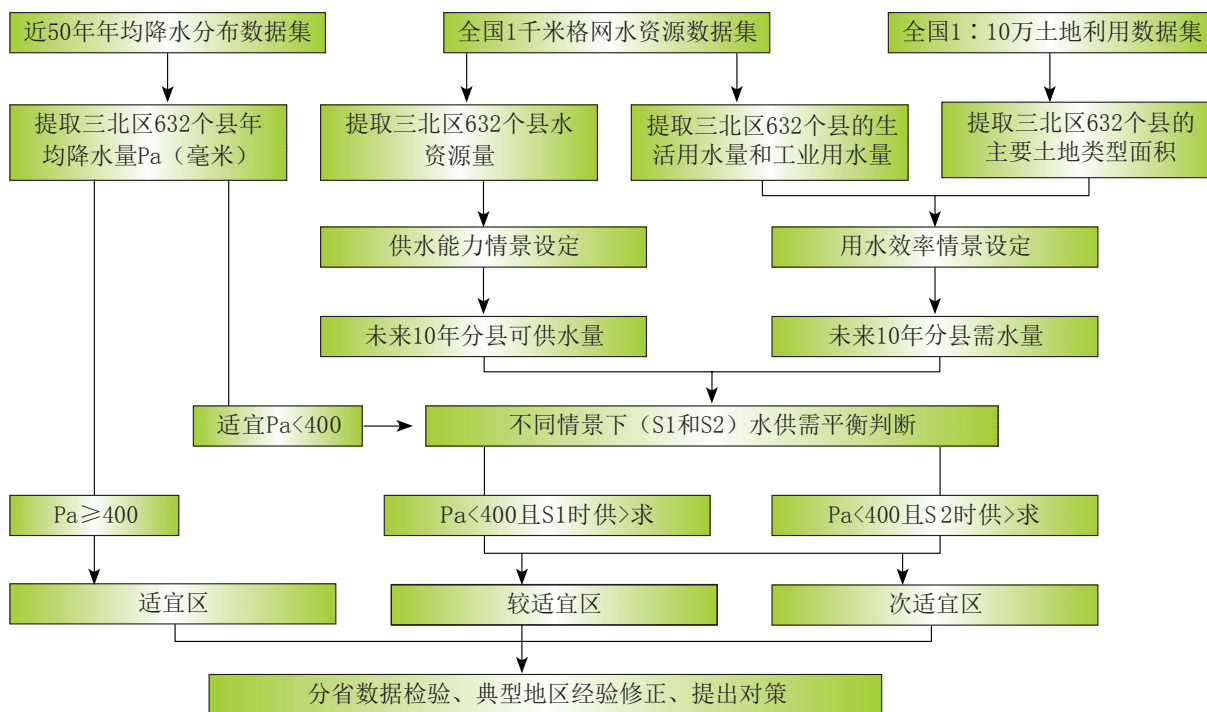 近50年年均降水分布数据集
全国1千米格网水资源数据集
全国1：10万土地利用数据集
提取三北区632个县年
均降水量Pa（毫米）
提取三北区632个县水
资源量
提取三北区632个县的生
活用水量和工业用水量
提取三北区632个县的
主要土地类型面积
供水能力情景设定
用水效率情景设定
未来10年分县可供水量
未来10年分县需水量
适宜Pa<400
不同情景下（S1和S2）水供需平衡判断
Pa≥400
Pa<400且S1时供>求
Pa<400且S2时供>求
适宜区
较适宜区
次适宜区
分省数据检验、典型地区经验修正、提出对策